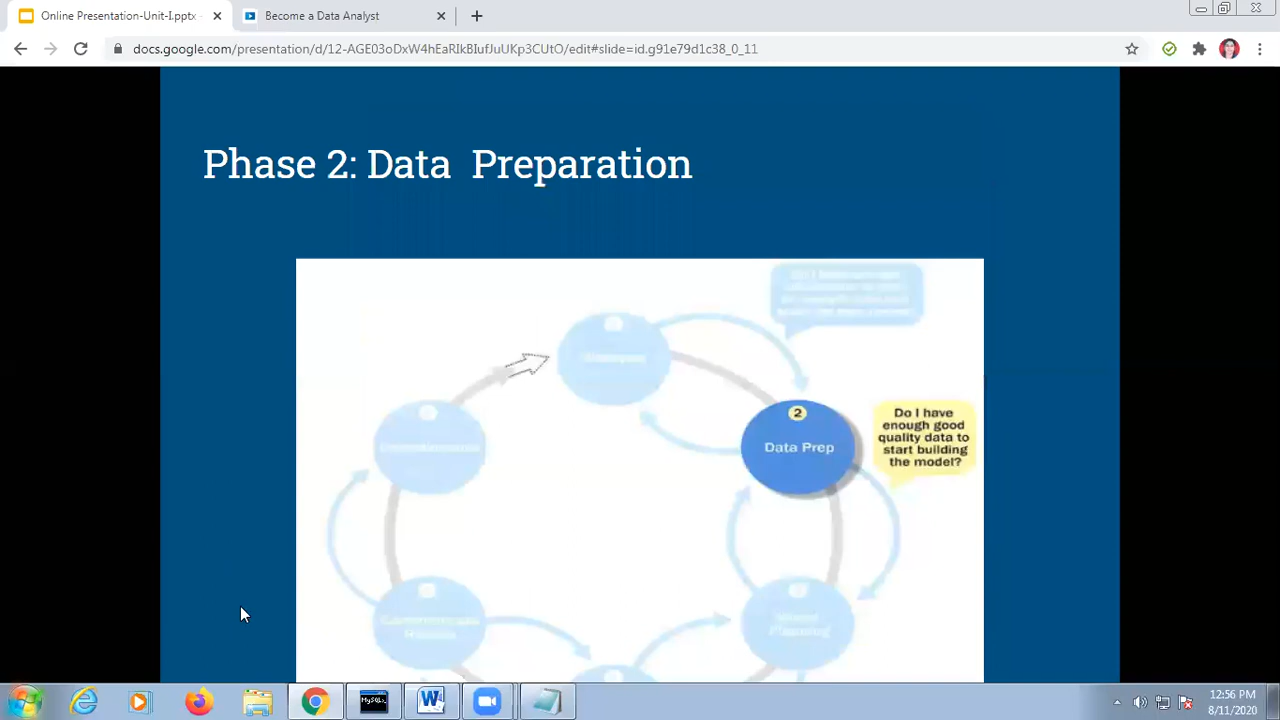 Online Presentation-Unit-I.pptx -
Become a Data Analyst
docs.google.com/presentation/d/12-AGE03oDxW4hEaRIkBIufJuUKp3CUtO/edit#slide=id.g91e79d1c38_0_11
Phase 2: Data Preparation
2
Data Prep
Do I have
enough good
quality data to
start building
the model?
Planning
MySQL
W
12:56 PM
8/11/2020